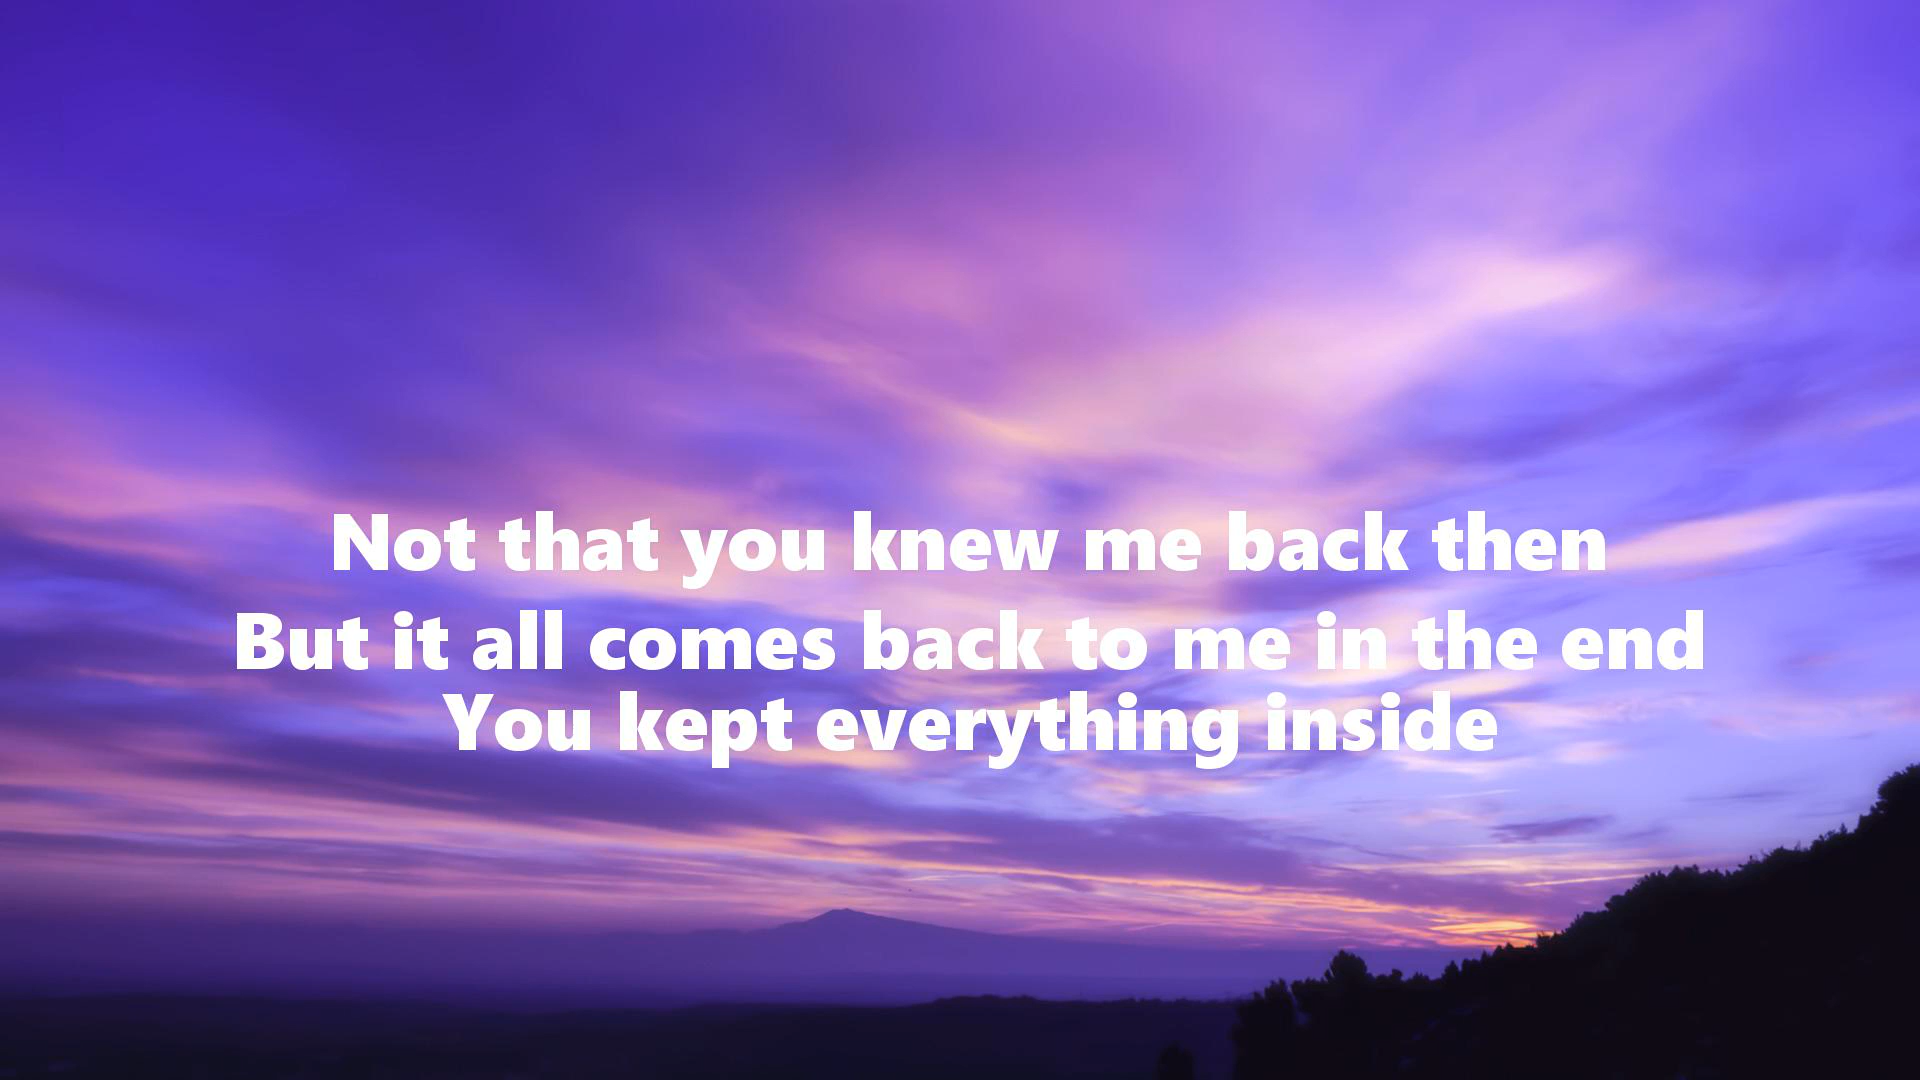 Not that you knew me back then
But it all comes back to me in the end
You kept everything inside